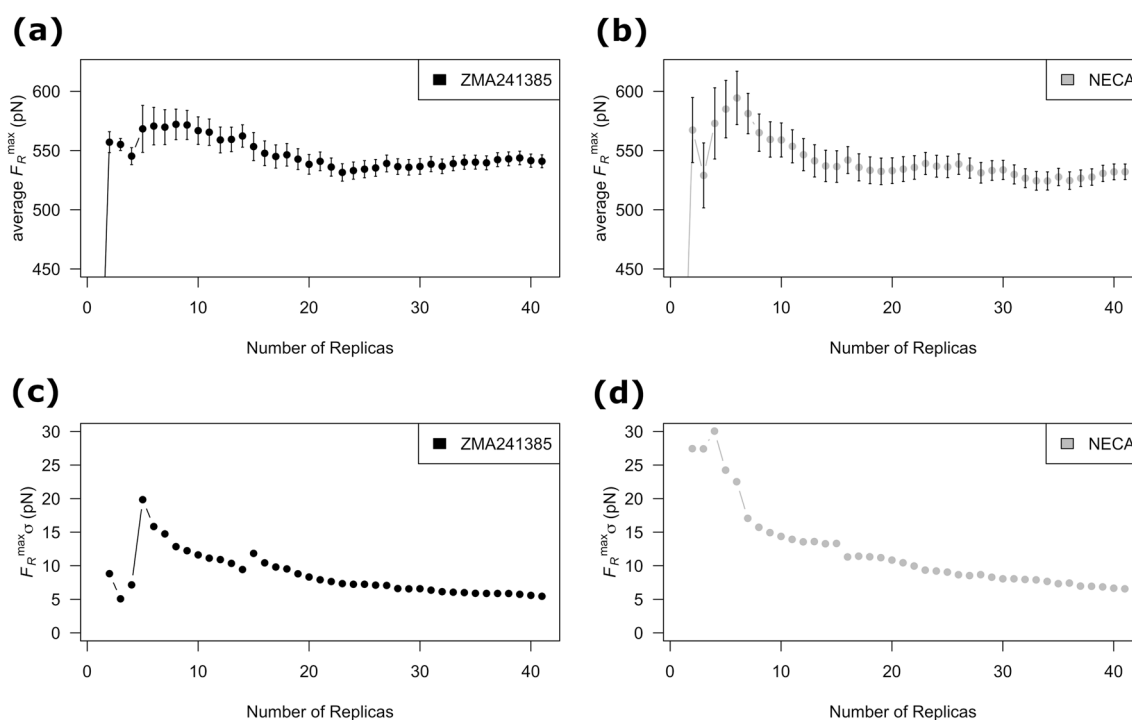 (a)
ZMA241385
average F_R^max (pN)
600
550
500
450
0 10 20 30 40
Number of Replicas
(b)
NECA
average F_R^max (pN)
600
550
500
450
0 10 20 30 40
Number of Replicas
(c)
ZMA241385
F_R^max σ (pN)
30
25
20
15
10
5
0
0 10 20 30 40
Number of Replicas
(d)
NECA
F_R^max σ (pN)
30
25
20
15
10
5
0
0 10 20 30 40
Number of Replicas